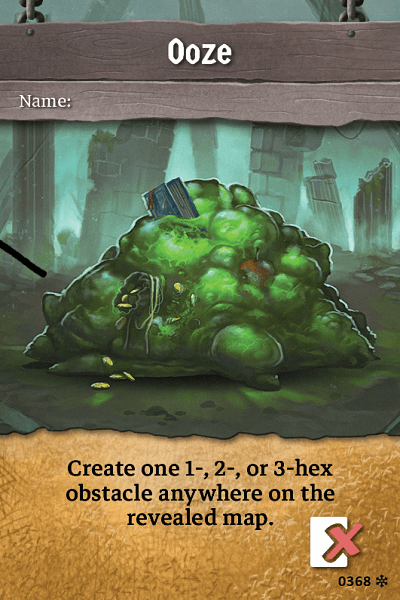 Ooze
Name:
Create one 1-, 2-, or 3-hex
obstacle anywhere on the
revealed map.
0368 ✻